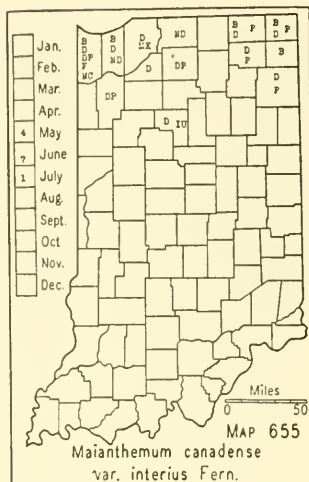 Jan.
Feb.
Mar.
Apr.
4 May
7 June
1 July
Aug.
Sept.
Oct
Nov.
Dec.
B D DP F MC
B D ND
D MK
D
ND
DP
B D P
B D P
D P
B
D P
DP
D IU
Miles
0 50
MAP 655
Maianthemum canadense
var. interius Fern.